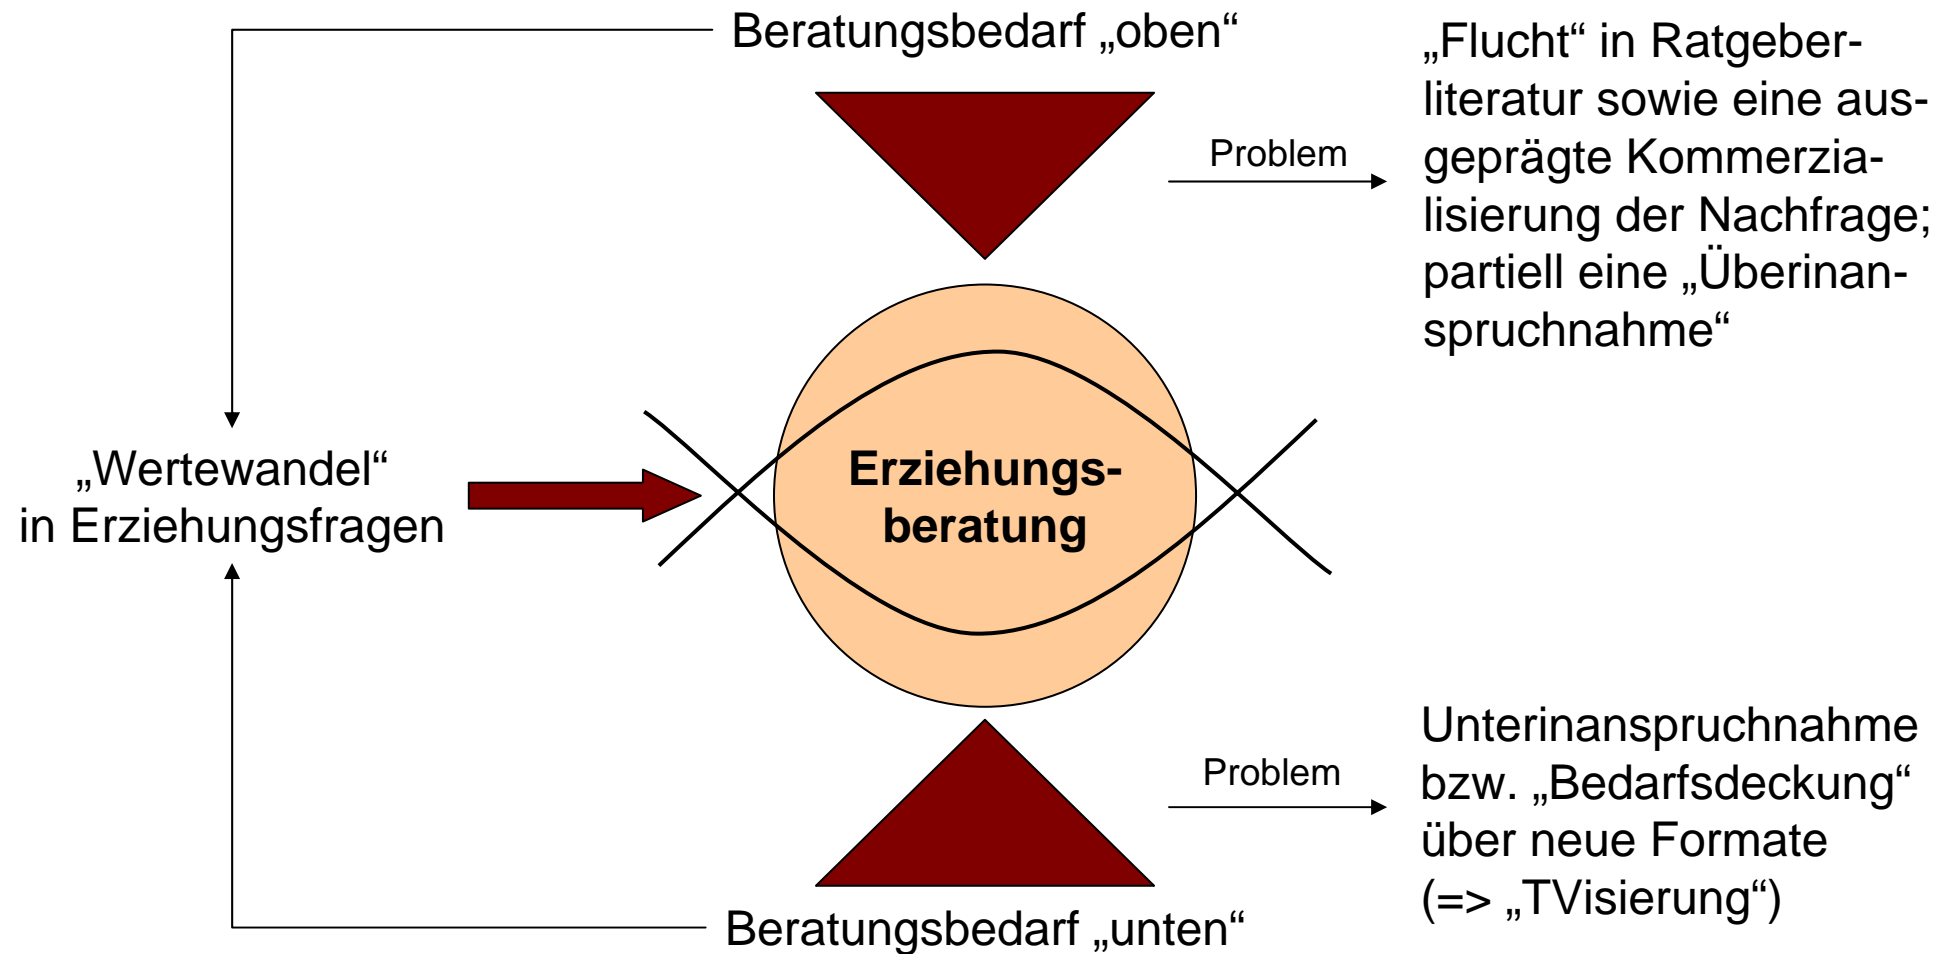 Beratungsbedarf „oben“
„Flucht“ in Ratgeber-
literatur sowie eine aus-
geprägte Kommerzia-
lisierung der Nachfrage;
partiell eine „Überinan-
spruchnahme“
Problem
„Wertewandel“
in Erziehungsfragen
Erziehungs-
beratung
Problem
Unterinanspruchnahme
bzw. „Bedarfsdeckung“
über neue Formate
(=> „TVisierung“)
Beratungsbedarf „unten“